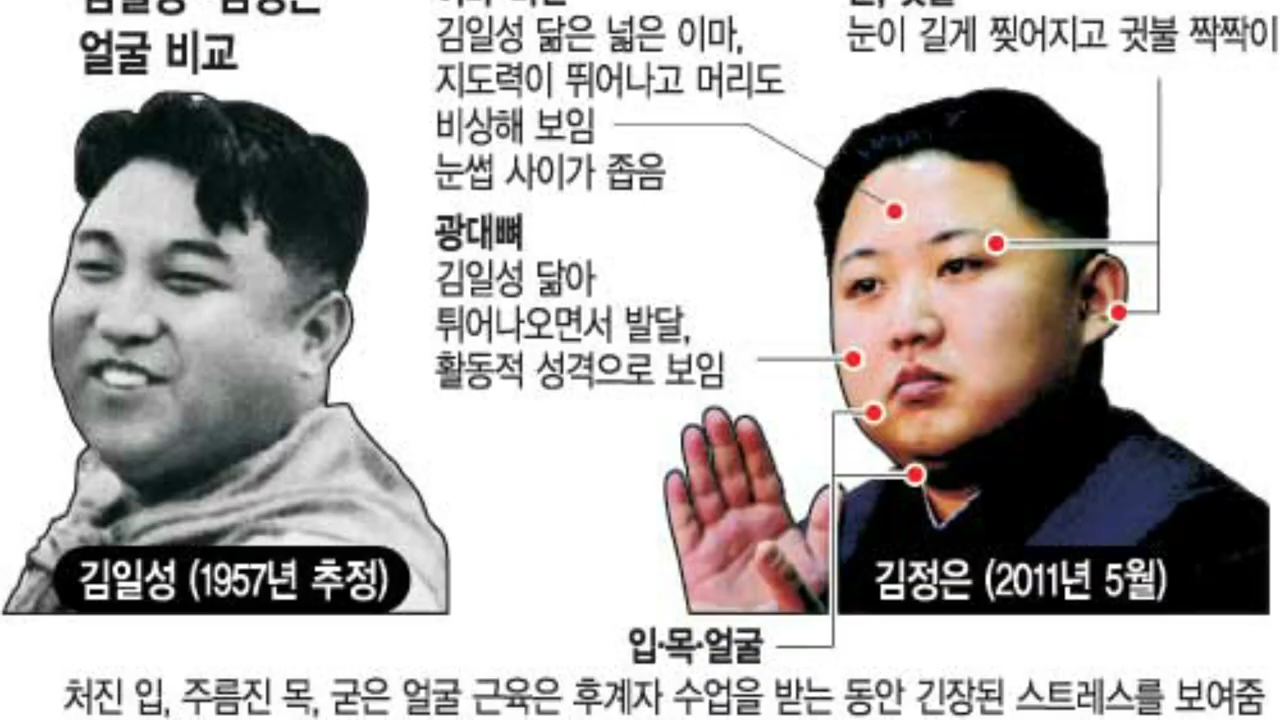 김일성·김정은
얼굴 비교
김일성 닮은 넓은 이마,
지도력이 뛰어나고 머리도
비상해 보임
눈썹 사이가 좁음
광대뼈
김일성 닮아
튀어나오면서 발달,
활동적 성격으로 보임
눈이 길게 찢어지고 귓불 짝짝이
김일성 (1957년 추정)
김정은 (2011년 5월)
입·목·얼굴
처진 입, 주름진 목, 굳은 얼굴 근육은 후계자 수업을 받는 동안 긴장된 스트레스를 보여줌